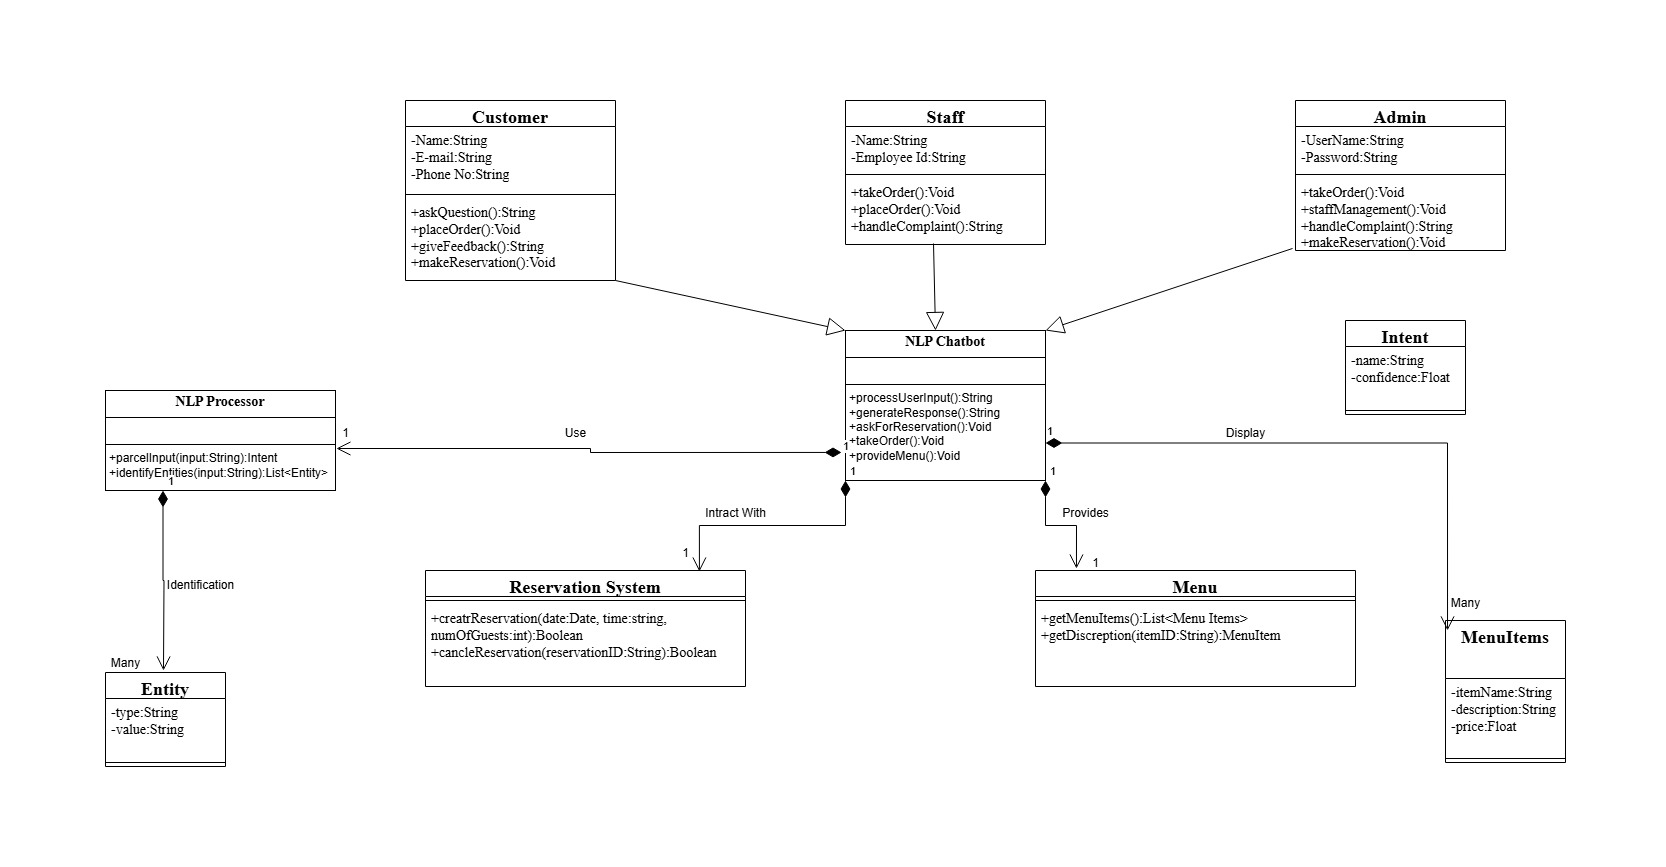 Customer
-Name:String
-E-mail:String
-Phone No:String
+askQuestion():String
+placeOrder():Void
+giveFeedback():String
+makeReservation():Void
Staff
-Name:String
-Employee Id:String
+takeOrder():Void
+placeOrder():Void
+handleComplaint():String
Admin
-UserName:String
-Password:String
+takeOrder():Void
+staffManagement():Void
+handleComplaint():String
+makeReservation():Void
NLP Chatbot
+processUserInput():String
+generateResponse():String
+askForReservation():Void
+takeOrder():Void
+provideMenu():Void
Intent
-name:String
-confidence:Float
NLP Processor
+parcelInput(input:String):Intent
+identifyEntities(input:String):List<Entity>
1
1
Use
1
1
1
1
Display
Intract With
1
Provides
1
Identification
Many
Many
Reservation System
+creatrReservation(date:Date, time:string,
numOfGuests:int):Boolean
+cancleReservation(reservationID:String):Boolean
Menu
+getMenuItems():List<Menu Items>
+getDiscreption(itemID:String):MenuItem
MenuItems
-itemName:String
-description:String
-price:Float
Entity
-type:String
-value:String